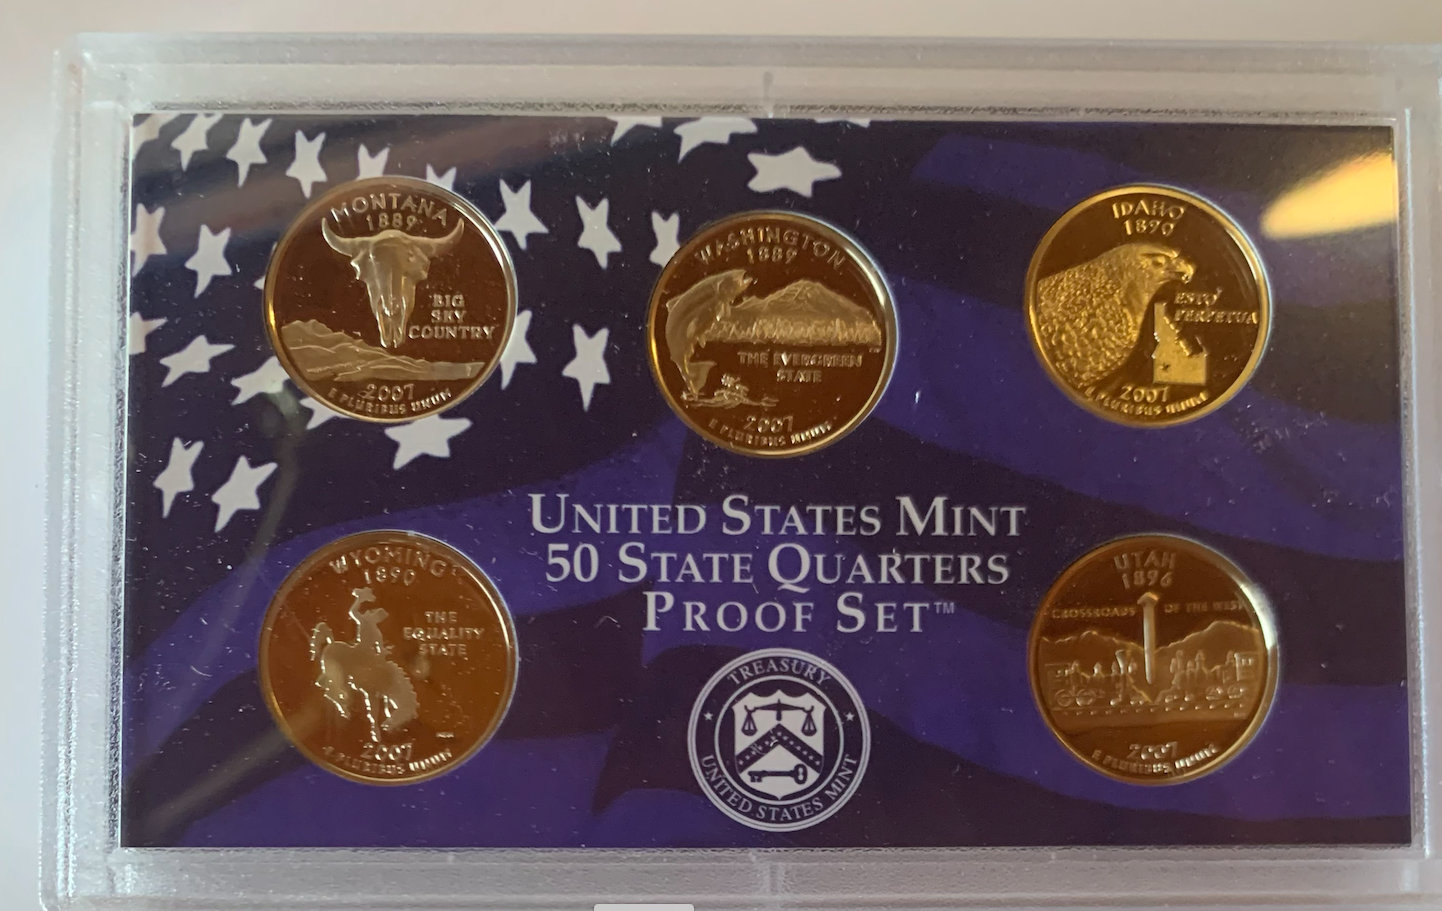 MONTANA
1889
BIG
SKY
COUNTRY
2007
E PLURIBUS UNUM
WASHINGTON
1889
THE EVERGREEN
STATE
2007
E PLURIBUS UNUM
IDAHO
1890
ESTO
PERPETUA
2007
E PLURIBUS UNUM
UNITED STATES MINT
50 STATE QUARTERS
PROOF SET™
WYOMING
1890
THE
EQUALITY
STATE
2007
E PLURIBUS UNUM
TREASURY
UNITED STATES MINT
UTAH
1896
CROSSROADS OF THE WEST
2007
E PLURIBUS UNUM